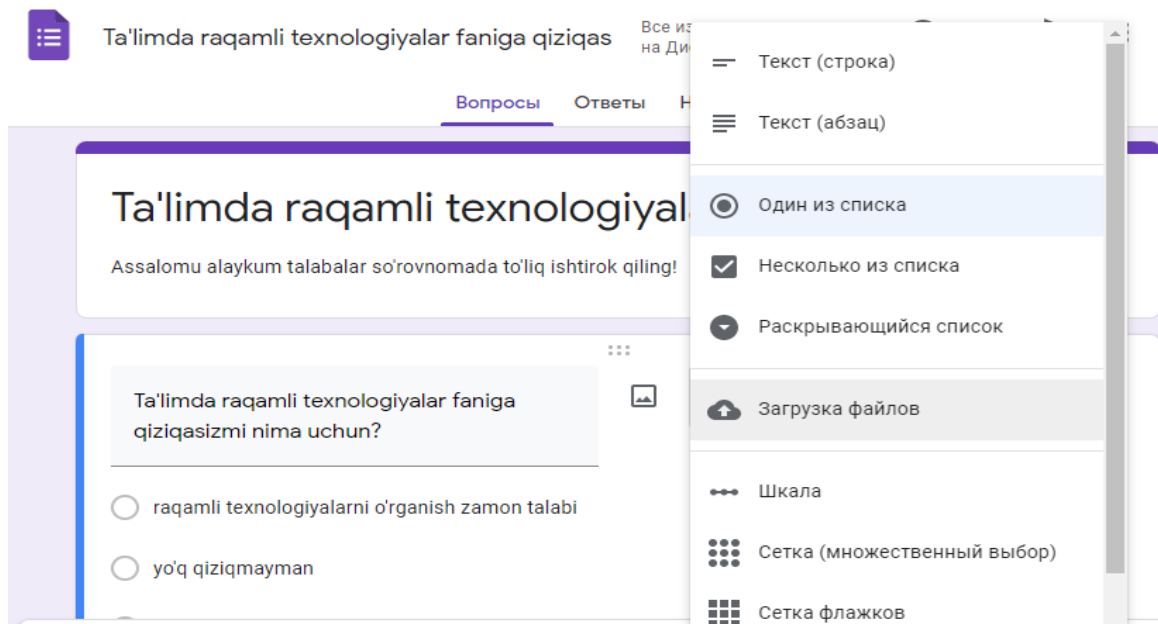 Ta'limda raqamli texnologiyalar faniga qiziqas
Все из
на Ди
Вопросы Ответы Н
Ta'limda raqamli texnologiyal
Assalomu alaykum talabalar so'rovnomada to'liq ishtirok qiling!
Ta'limda raqamli texnologiyalar faniga
qiziqasizmi nima uchun?
raqamli texnologiyalarni o'rganish zamon talabi
yo'q qiziqmayman
Текст (строка)
Текст (абзац)
Один из списка
Несколько из списка
Раскрывающийся список
Загрузка файлов
Шкала
Сетка (множественный выбор)
Сетка флажков